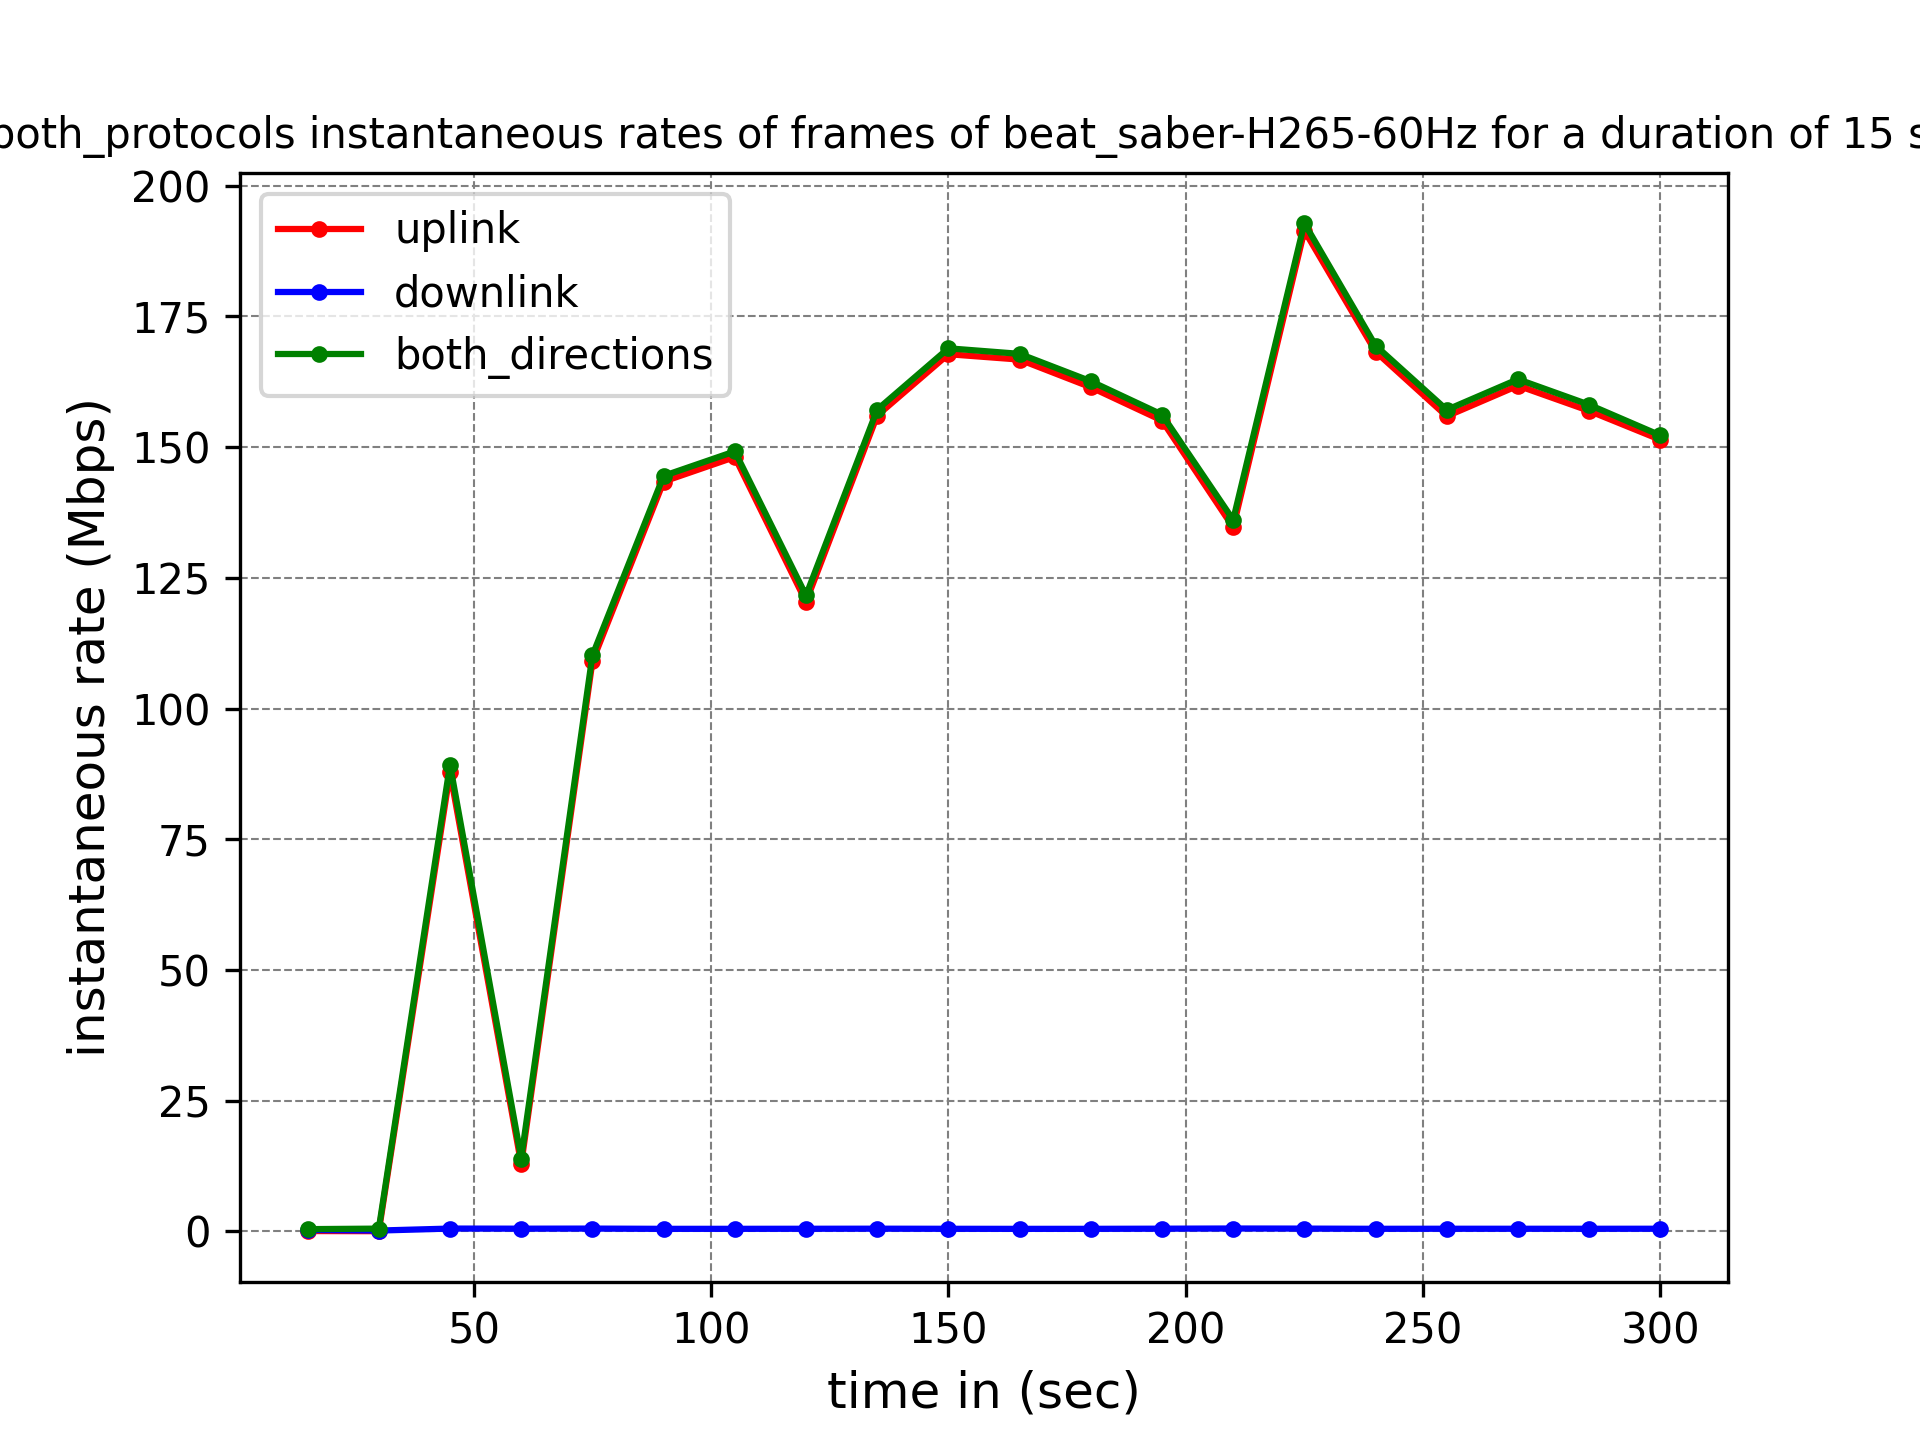 both_protocols instantaneous rates of frames of beat_saber-H265-60Hz for a duration of 15
200
175
150
125
100
75
50
25
0
instantaneous rate (Mbps)
uplink
downlink
both_directions
50 100 150 200 250 300
time in (sec)